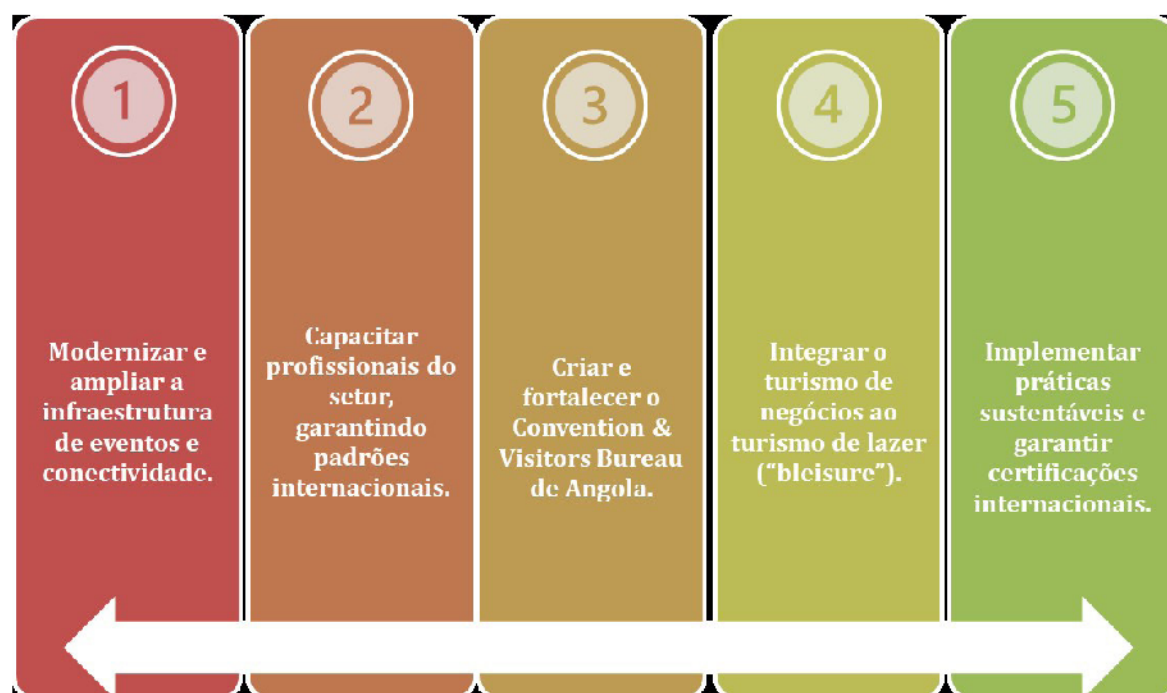 1
Modernizar e
ampliar a
infraestrutura
de eventos e
conectividade.
2
Capacitar
profissionais do
setor,
garantindo
padrões
internacionais.
3
Criar e
fortalecer o
Convention &
Visitors Bureau
de Angola.
4
Integrar o
turismo de
negócios ao
turismo de lazer
(“bleisure”).
5
Implementar
práticas
sustentáveis e
garantir
certificações
internacionais.